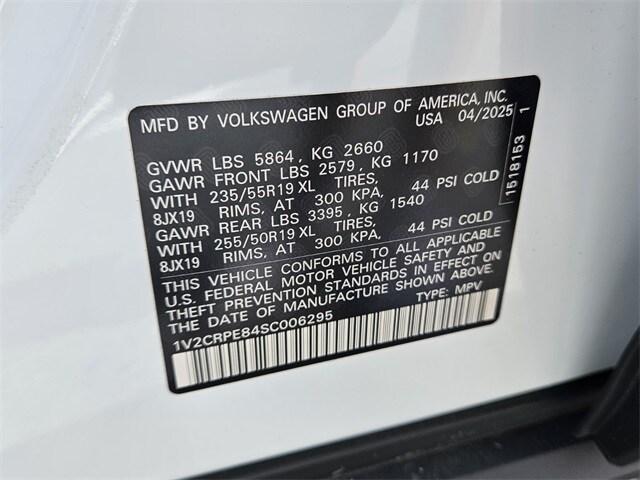 MFD BY VOLKSWAGEN GROUP OF AMERICA, INC.
USA 04/2025
GVWR LBS 5864, KG 2660
GAWR FRONT LBS 2579, KG 1170
WITH 235/55R19 XL TIRES,
8JX19 RIMS, AT 300 KPA, 44 PSI COLD
GAWR REAR LBS 3395, KG 1540
WITH 255/50R19 XL TIRES,
8JX19 RIMS, AT 300 KPA, 44 PSI COLD
THIS VEHICLE CONFORMS TO ALL APPLICABLE
U.S. FEDERAL MOTOR VEHICLE SAFETY AND
THEFT PREVENTION STANDARDS IN EFFECT ON
THE DATE OF MANUFACTURE SHOWN ABOVE.
TYPE: MPV
1V2CRPE84SC006295
1518153 1